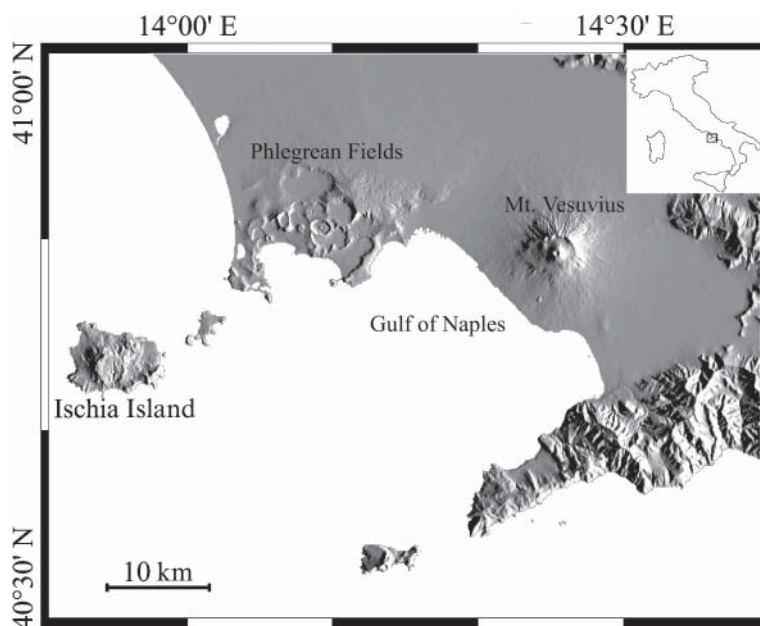 14°00' E
14°30' E
41°00' N
Phlegrean Fields
Mt. Vesuvius
Gulf of Naples
Ischia Island
10 km
40°30' N